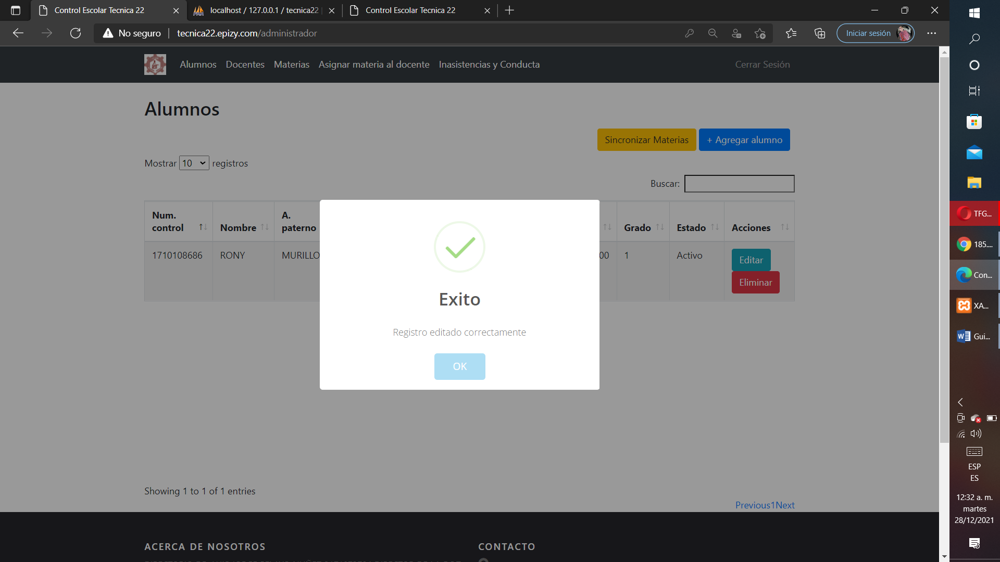 Control Escolar Tecnica 22
localhost / 127.0.0.1 / tecnica22
Control Escolar Tecnica 22
No seguro
tecnica22.epizy.com/administrador
Iniciar sesión
Alumnos Docentes Materias Asignar materia al docente Inasistencias y Conducta Cerrar Sesión
Alumnos
Sincronizar Materias + Agregar alumno
Mostrar 10 registros
Buscar:
Num. control Nombre A. paterno Grado Estado Acciones
1710108686 RONY MURILLO 00 1 Activo Editar
Eliminar
Exito
Registro editado correctamente
OK
Showing 1 to 1 of 1 entries
Previous1Next
ACERCA DE NOSOTROS CONTACTO
TFG...
185....
Con...
XA...
Gui...
ESP
ES
12:32 a. m.
martes
28/12/2021